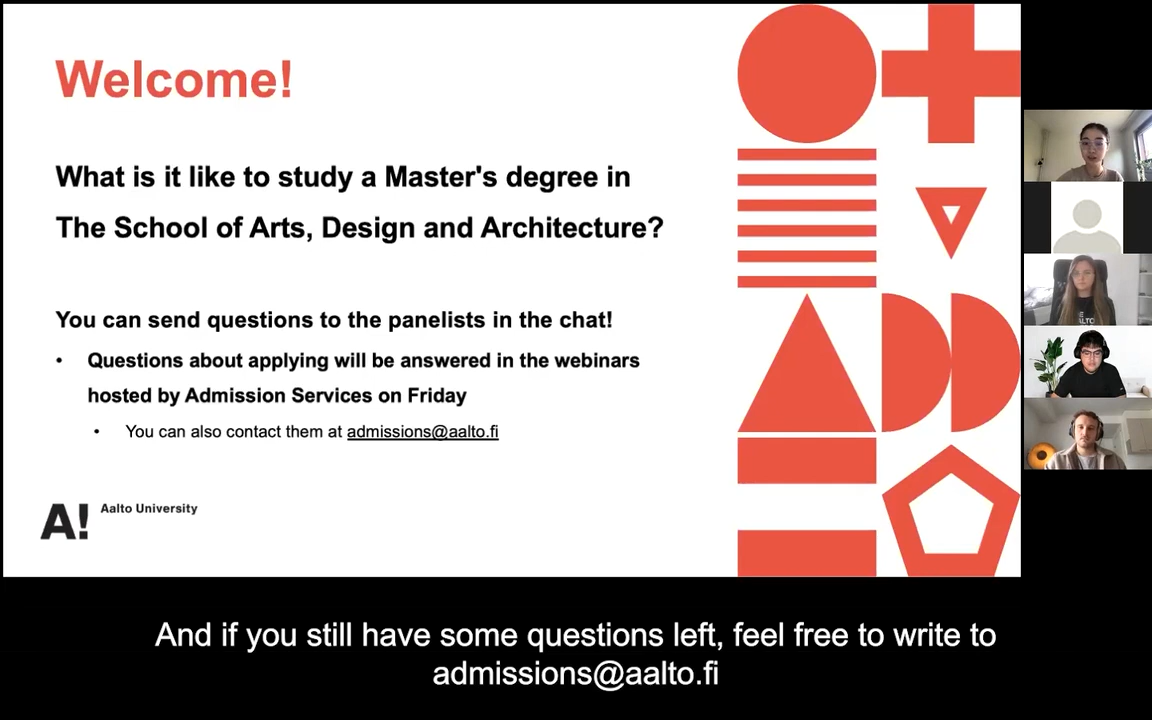 Welcome!
What is it like to study a Master's degree in
The School of Arts, Design and Architecture?
You can send questions to the panelists in the chat!
• Questions about applying will be answered in the webinars
hosted by Admission Services on Friday
• You can also contact them at admissions@aalto.fi
A! Aalto University
And if you still have some questions left, feel free to write to
admissions@aalto.fi